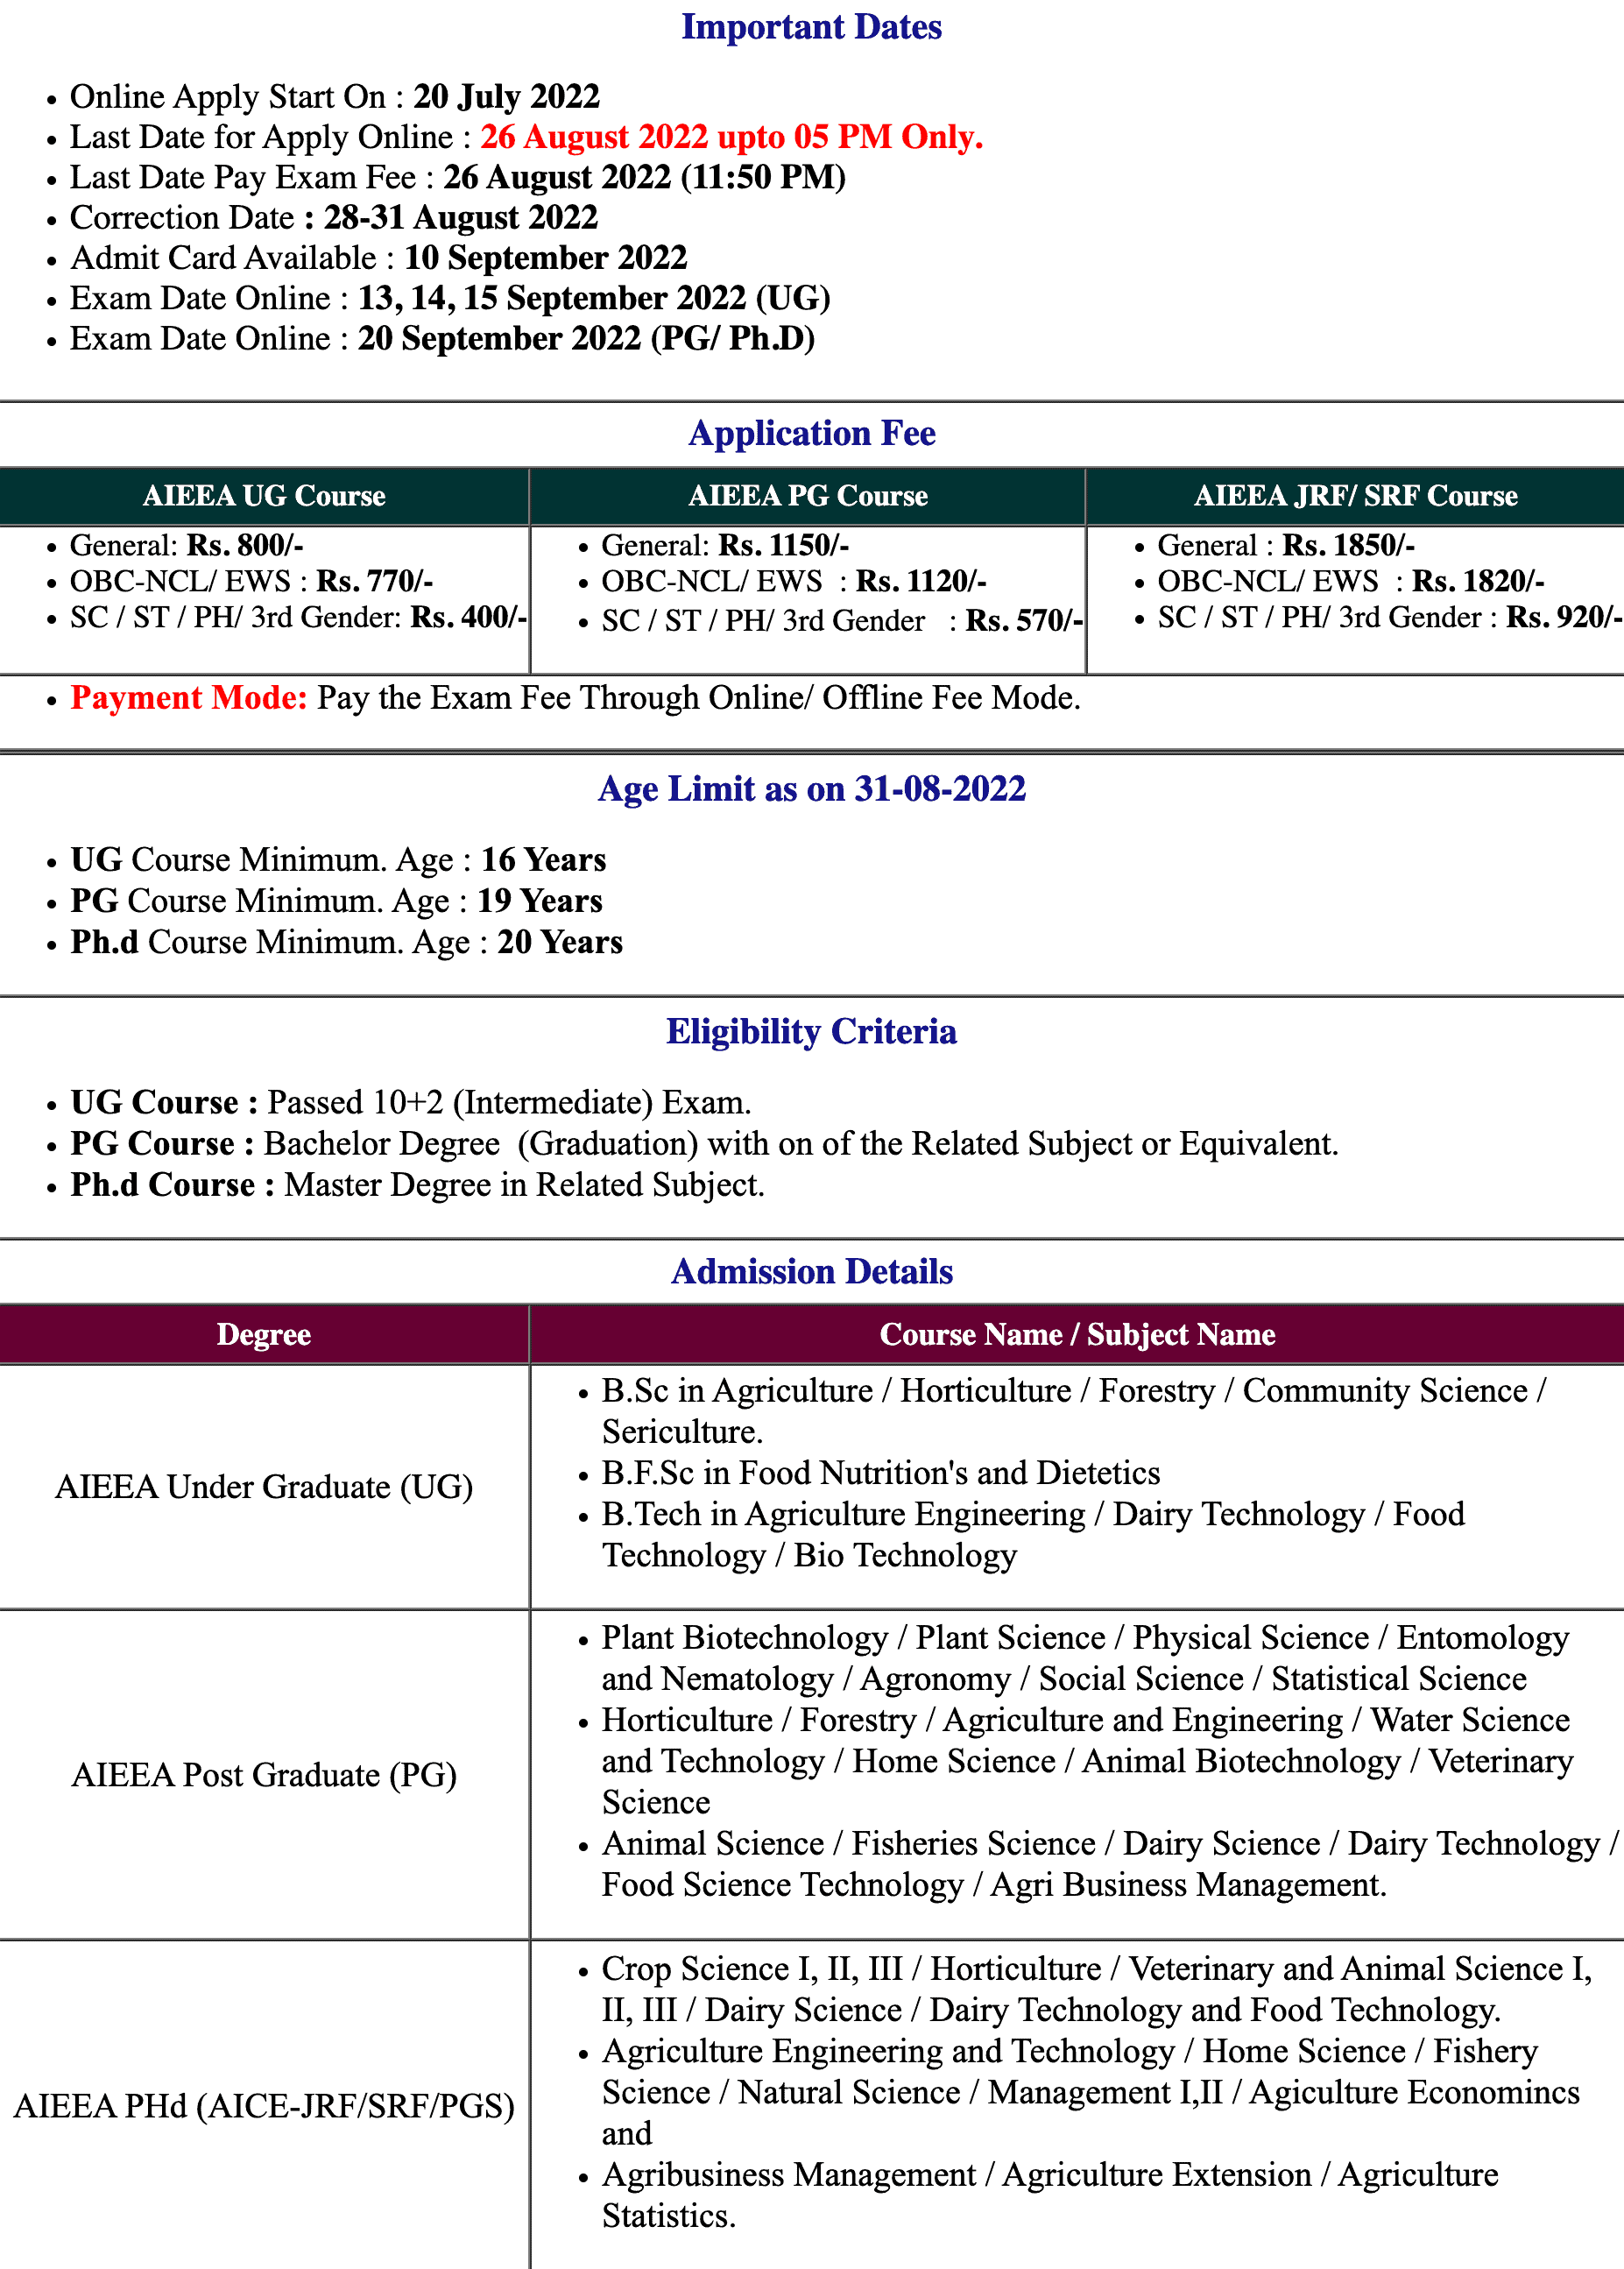 Important Dates
Online Apply Start On : 20 July 2022
Last Date for Apply Online : 26 August 2022 upto 05 PM Only.
Last Date Pay Exam Fee : 26 August 2022 (11:50 PM)
Correction Date : 28-31 August 2022
Admit Card Available : 10 September 2022
Exam Date Online : 13, 14, 15 September 2022 (UG)
Exam Date Online : 20 September 2022 (PG/ Ph.D)
Application Fee
AIEEA UG Course
General: Rs. 800/-
OBC-NCL/ EWS : Rs. 770/-
SC / ST / PH/ 3rd Gender: Rs. 400/-
AIEEA PG Course
General: Rs. 1150/-
OBC-NCL/ EWS : Rs. 1120/-
SC / ST / PH/ 3rd Gender : Rs. 570/-
AIEEA JRF/ SRF Course
General : Rs. 1850/-
OBC-NCL/ EWS : Rs. 1820/-
SC / ST / PH/ 3rd Gender : Rs. 920/-
Payment Mode: Pay the Exam Fee Through Online/ Offline Fee Mode.
Age Limit as on 31-08-2022
UG Course Minimum. Age : 16 Years
PG Course Minimum. Age : 19 Years
Ph.d Course Minimum. Age : 20 Years
Eligibility Criteria
UG Course : Passed 10+2 (Intermediate) Exam.
PG Course : Bachelor Degree (Graduation) with on of the Related Subject or Equivalent.
Ph.d Course : Master Degree in Related Subject.
Admission Details
Degree
Course Name / Subject Name
AIEEA Under Graduate (UG)
B.Sc in Agriculture / Horticulture / Forestry / Community Science /
Sericulture.
B.F.Sc in Food Nutrition's and Dietetics
B.Tech in Agriculture Engineering / Dairy Technology / Food
Technology / Bio Technology
AIEEA Post Graduate (PG)
Plant Biotechnology / Plant Science / Physical Science / Entomology
and Nematology / Agronomy / Social Science / Statistical Science
Horticulture / Forestry / Agriculture and Engineering / Water Science
and Technology / Home Science / Animal Biotechnology / Veterinary
Science
Animal Science / Fisheries Science / Dairy Science / Dairy Technology /
Food Science Technology / Agri Business Management.
AIEEA PHd (AICE-JRF/SRF/PGS)
Crop Science I, II, III / Horticulture / Veterinary and Animal Science I,
II, III / Dairy Science / Dairy Technology and Food Technology.
Agriculture Engineering and Technology / Home Science / Fishery
Science / Natural Science / Management I,II / Agiculture Economincs
and
Agribusiness Management / Agriculture Extension / Agriculture
Statistics.